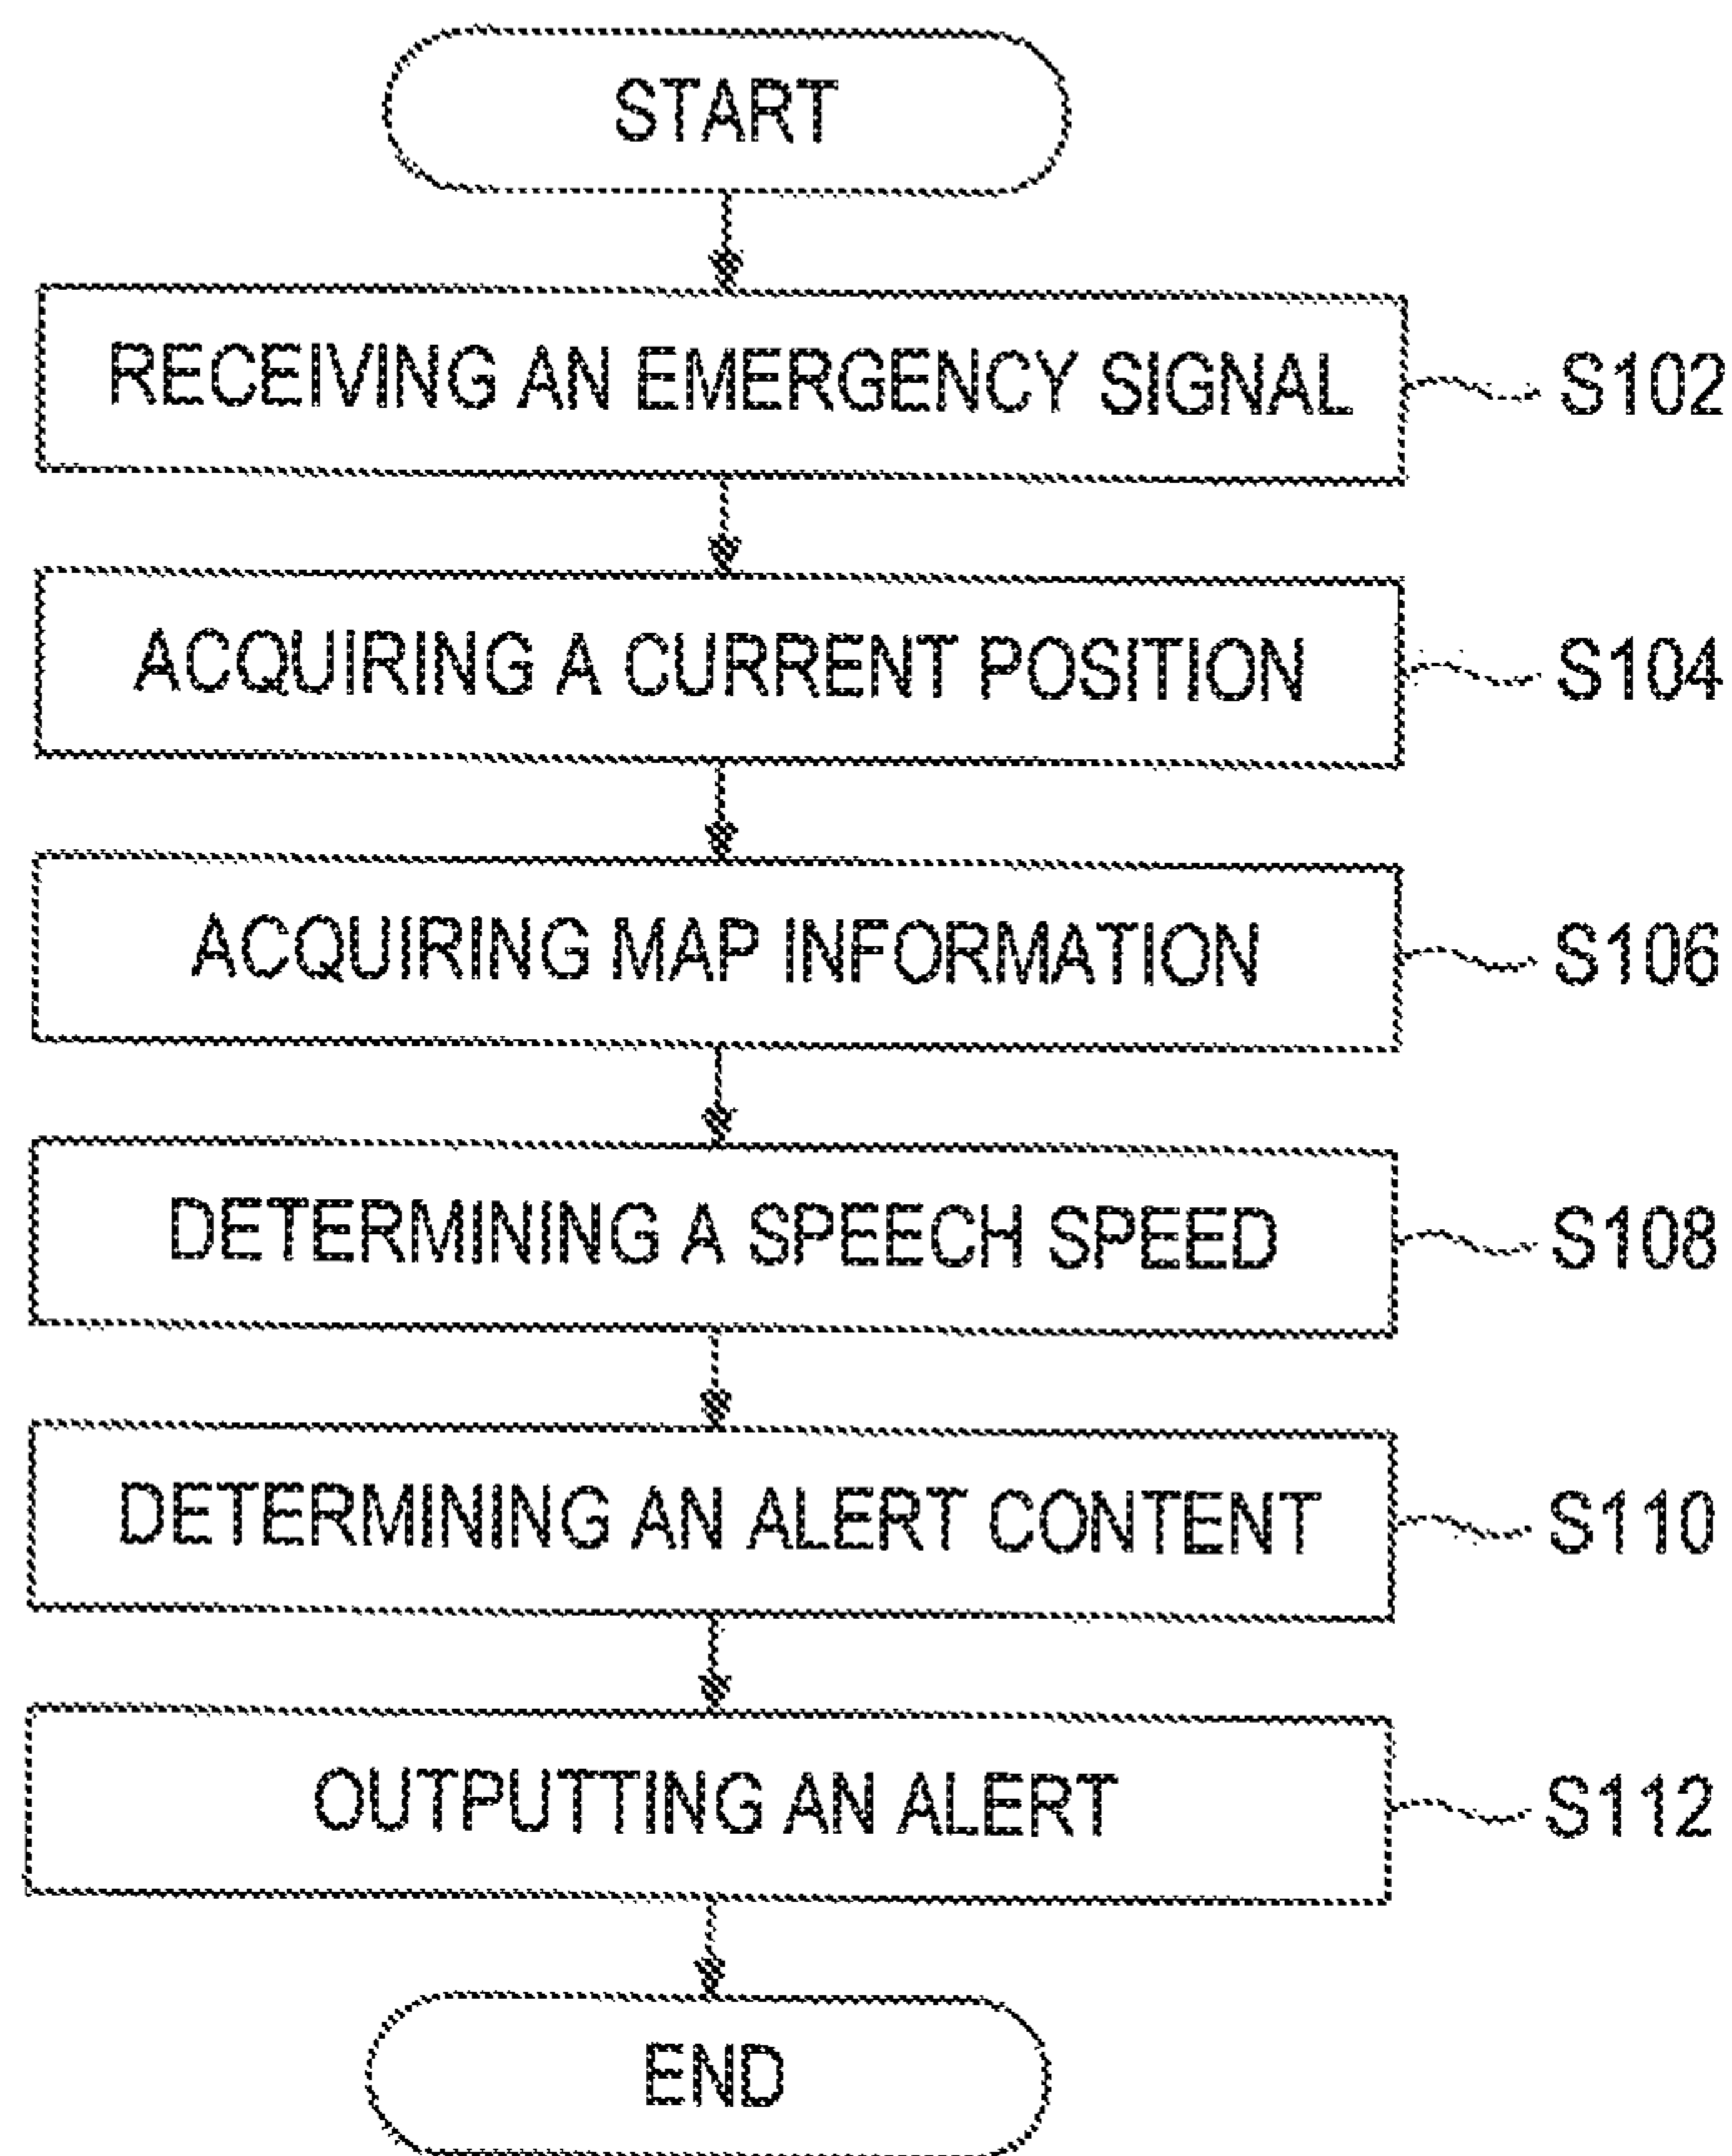 START
RECEIVING AN EMERGENCY SIGNAL S102
ACQUIRING A CURRENT POSITION S104
ACQUIRING MAP INFORMATION S106
DETERMINING A SPEECH SPEED S108
DETERMINING AN ALERT CONTENT S110
OUTPUTTING AN ALERT S112
END